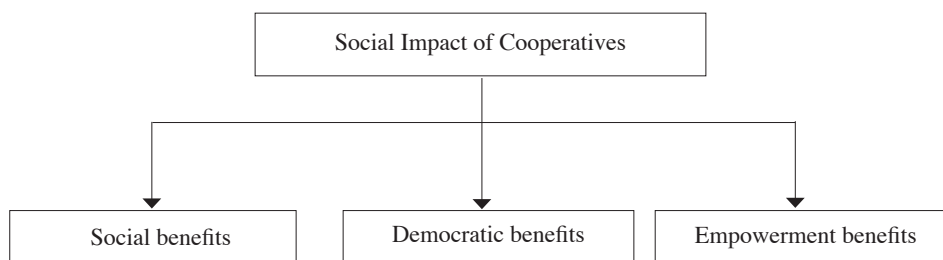 Social Impact of Cooperatives
Social benefits
Democratic benefits
Empowerment benefits